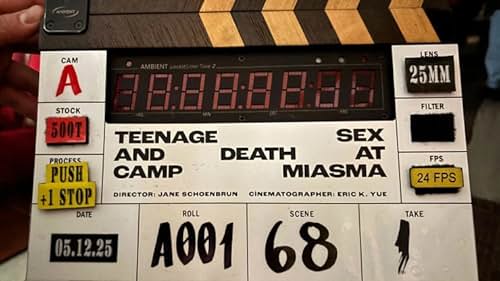 AMBIENT
CAM
A
LENS
25MM
AMBIENT
STOCK
500T
FILTER
PROCESS
PUSH
+1 STOP
TEENAGE SEX
AND DEATH AT
CAMP MIASMA
FPS
24 FPS
DIRECTOR: JANE SCHOENBRUN CINEMATOGRAPHER: ERIC K. YUE
DATE
ROLL
SCENE
TAKE
05.12.25
A001
68
1